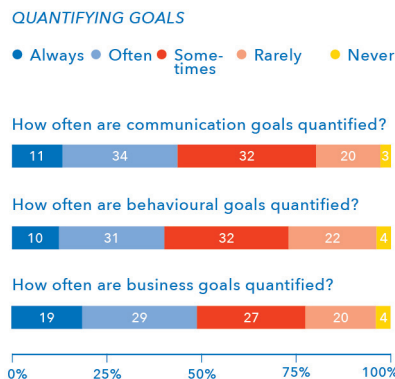 QUANTIFYING GOALS
Always Often Some- Rarely Never
times
How often are communication goals quantified?
11 34 32 20 3
How often are behavioural goals quantified?
10 31 32 22 4
How often are business goals quantified?
19 29 27 20 4
0% 25% 50% 75% 100%